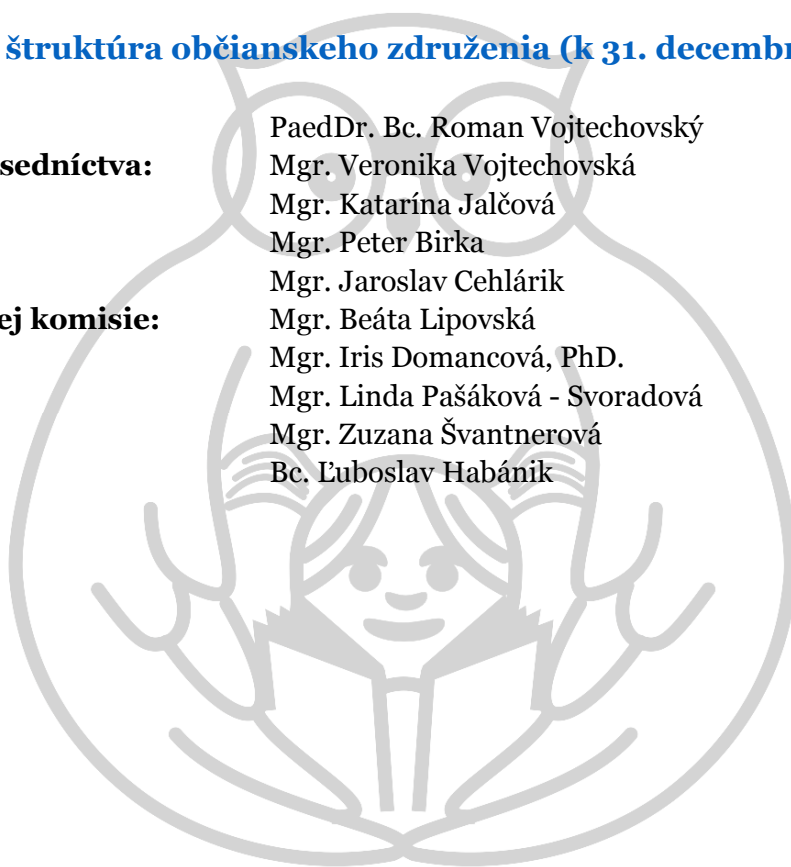 štruktúra občianskeho združenia (k 31. decembr
PaedDr. Bc. Roman Vojtechovský
sedníctva: Mgr. Veronika Vojtechovská
Mgr. Katarína Jalčová
Mgr. Peter Birka
Mgr. Jaroslav Cehlárik
ej komisie: Mgr. Beáta Lipovská
Mgr. Iris Domancová, PhD.
Mgr. Linda Pašáková - Svoradová
Mgr. Zuzana Švantnerová
Bc. Ľuboslav Habánik